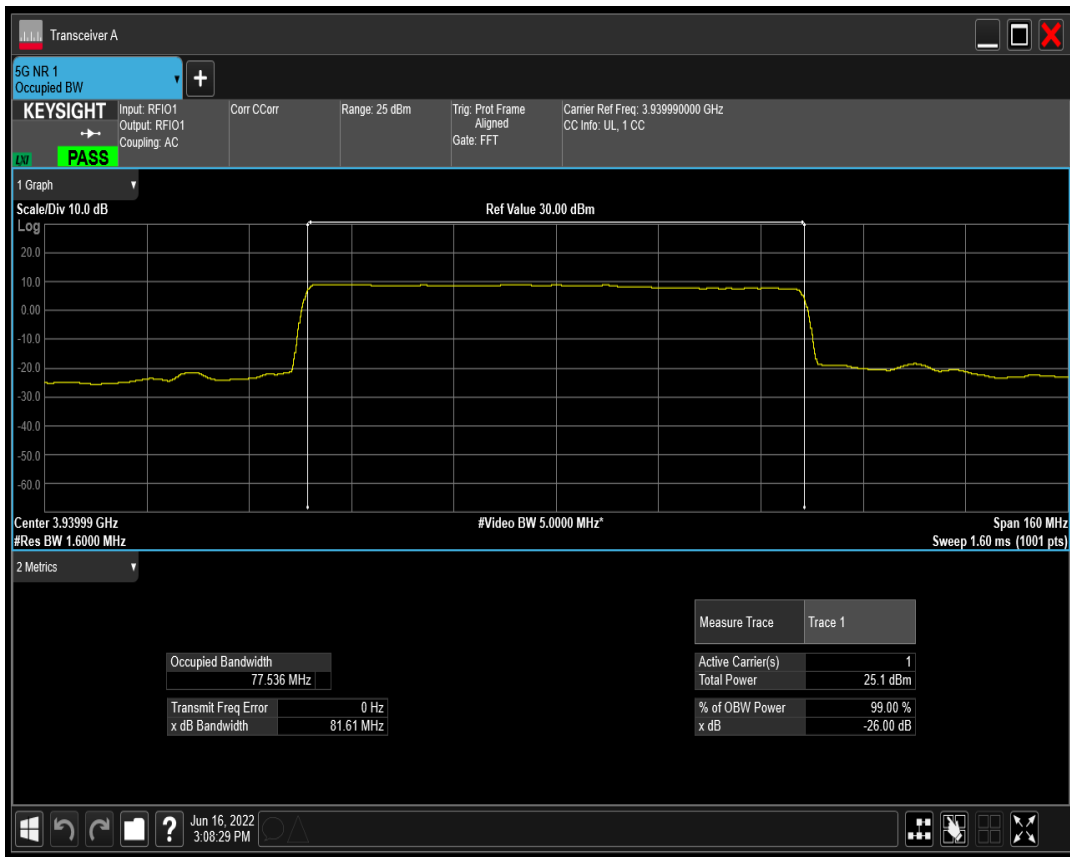 Transceiver A
5G NR 1
Occupied BW
+
KEYSIGHT
LXI
PASS
Input: RFIO1
Output: RFIO1
Coupling: AC
Corr CCorr
Range: 25 dBm
Trig: Prot Frame
Aligned
Gate: FFT
Carrier Ref Freq: 3.939990000 GHz
CC Info: UL, 1 CC
1 Graph
Scale/Div 10.0 dB
Ref Value 30.00 dBm
Log
20.0
10.0
0.00
-10.0
-20.0
-30.0
-40.0
-50.0
-60.0
Center 3.93999 GHz
#Video BW 5.0000 MHz*
Span 160 MHz
#Res BW 1.6000 MHz
Sweep 1.60 ms (1001 pts)
2 Metrics
Measure Trace Trace 1
Occupied Bandwidth
77.536 MHz
Active Carrier(s) 1
Total Power 25.1 dBm
Transmit Freq Error 0 Hz
x dB Bandwidth 81.61 MHz
% of OBW Power 99.00 %
x dB -26.00 dB
?
Jun 16, 2022
3:08:29 PM